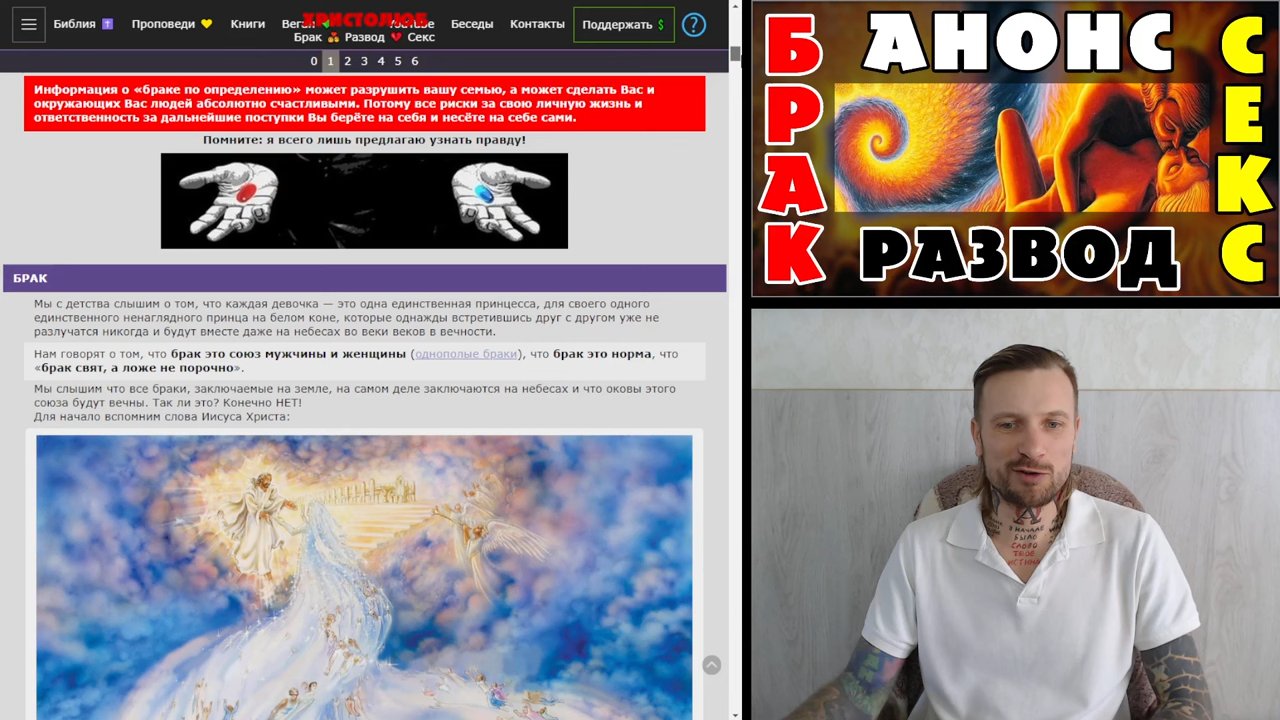 ХРИСТОЛЮБ
Библия Проповеди Книги Беседы Контакты Поддержать $ ?
Брак Развод Секс
0 1 2 3 4 5 6
Информация о «браке по определению» может разрушить вашу семью, а может сделать Вас и
окружающих Вас людей абсолютно счастливыми. Потому все риски за свою личную жизнь и
ответственность за дальнейшие поступки Вы берёте на себя и несёте на себе сами.
Помните: я всего лишь предлагаю узнать правду!
БРАК
Мы с детства слышим о том, что каждая девочка — это одна единственная принцесса, для своего одного
единственного ненаглядного принца на белом коне, которые однажды встретившись друг с другом уже не
разлучатся никогда и будут вместе даже на небесах во веки веков в вечности.
Нам говорят о том, что брак это союз мужчины и женщины (однополые браки), что брак это норма, что
«брак свят, а ложе не порочно».
Мы слышим что все браки, заключаемые на земле, на самом деле заключаются на небесах и что оковы этого
союза будут вечны. Так ли это? Конечно НЕТ!
Для начало вспомним слова Иисуса Христа:
БРАК
АНОНС
РАЗВОД
СЕКС
В НАЧАЛЕ
БЫЛО
СЛОВО
ТВОЕ
ИСТИНА